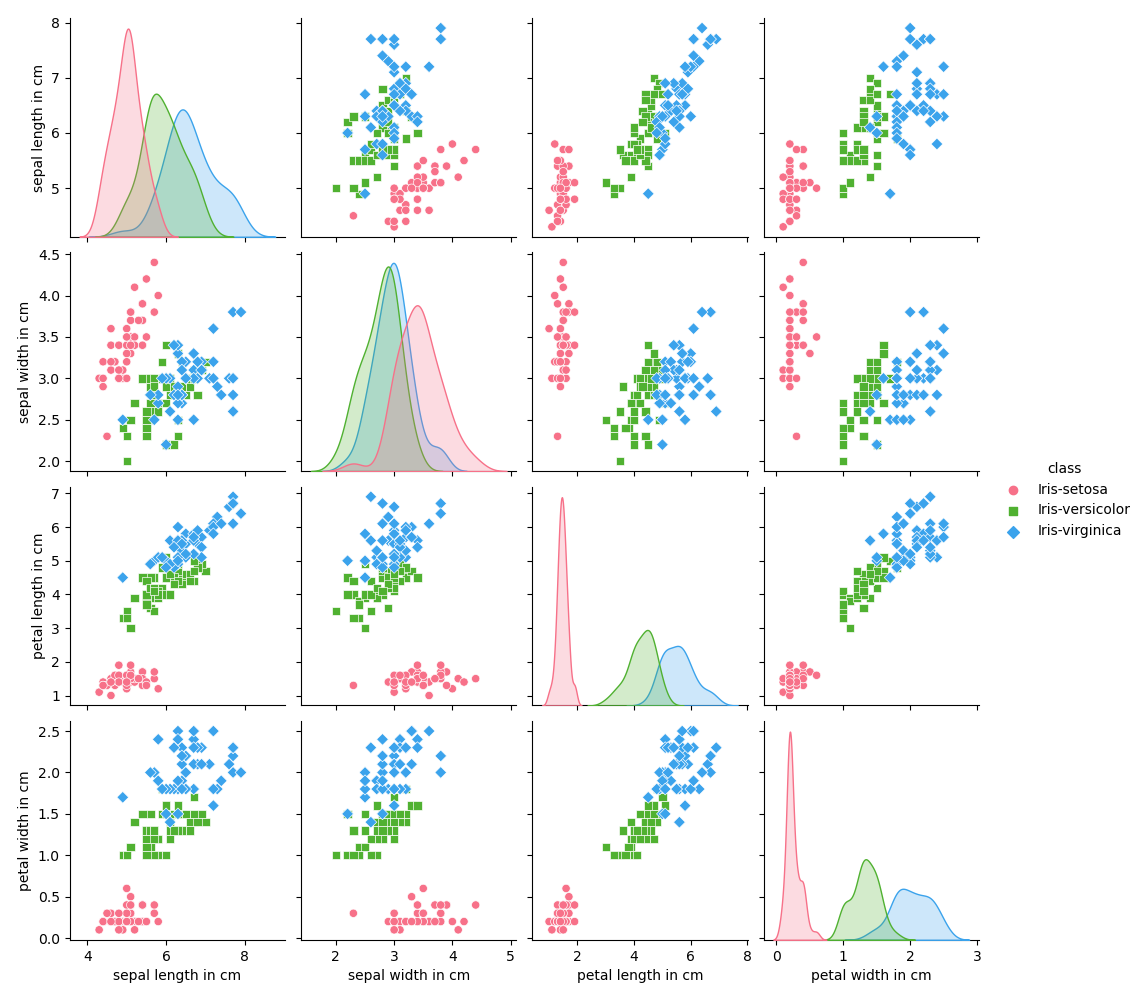 sepal length in cm
8
7
6
5
sepal width in cm
4.5
4.0
3.5
3.0
2.5
2.0
class
Iris-setosa
Iris-versicolor
Iris-virginica
petal length in cm
7
6
5
4
3
2
1
petal width in cm
2.5
2.0
1.5
1.0
0.5
0.0
4 6 8 2 3 4 5 2 4 6 8 0 1 2 3
sepal length in cm sepal width in cm petal length in cm petal width in cm